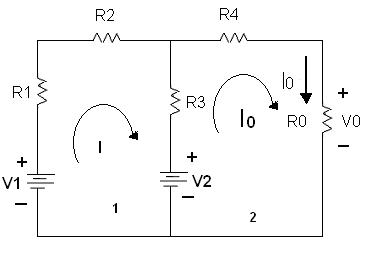 R2
R4
R1
R3
I0
+
I
I0
R0
V0
−
+
V1
−
+
V2
−
1
2